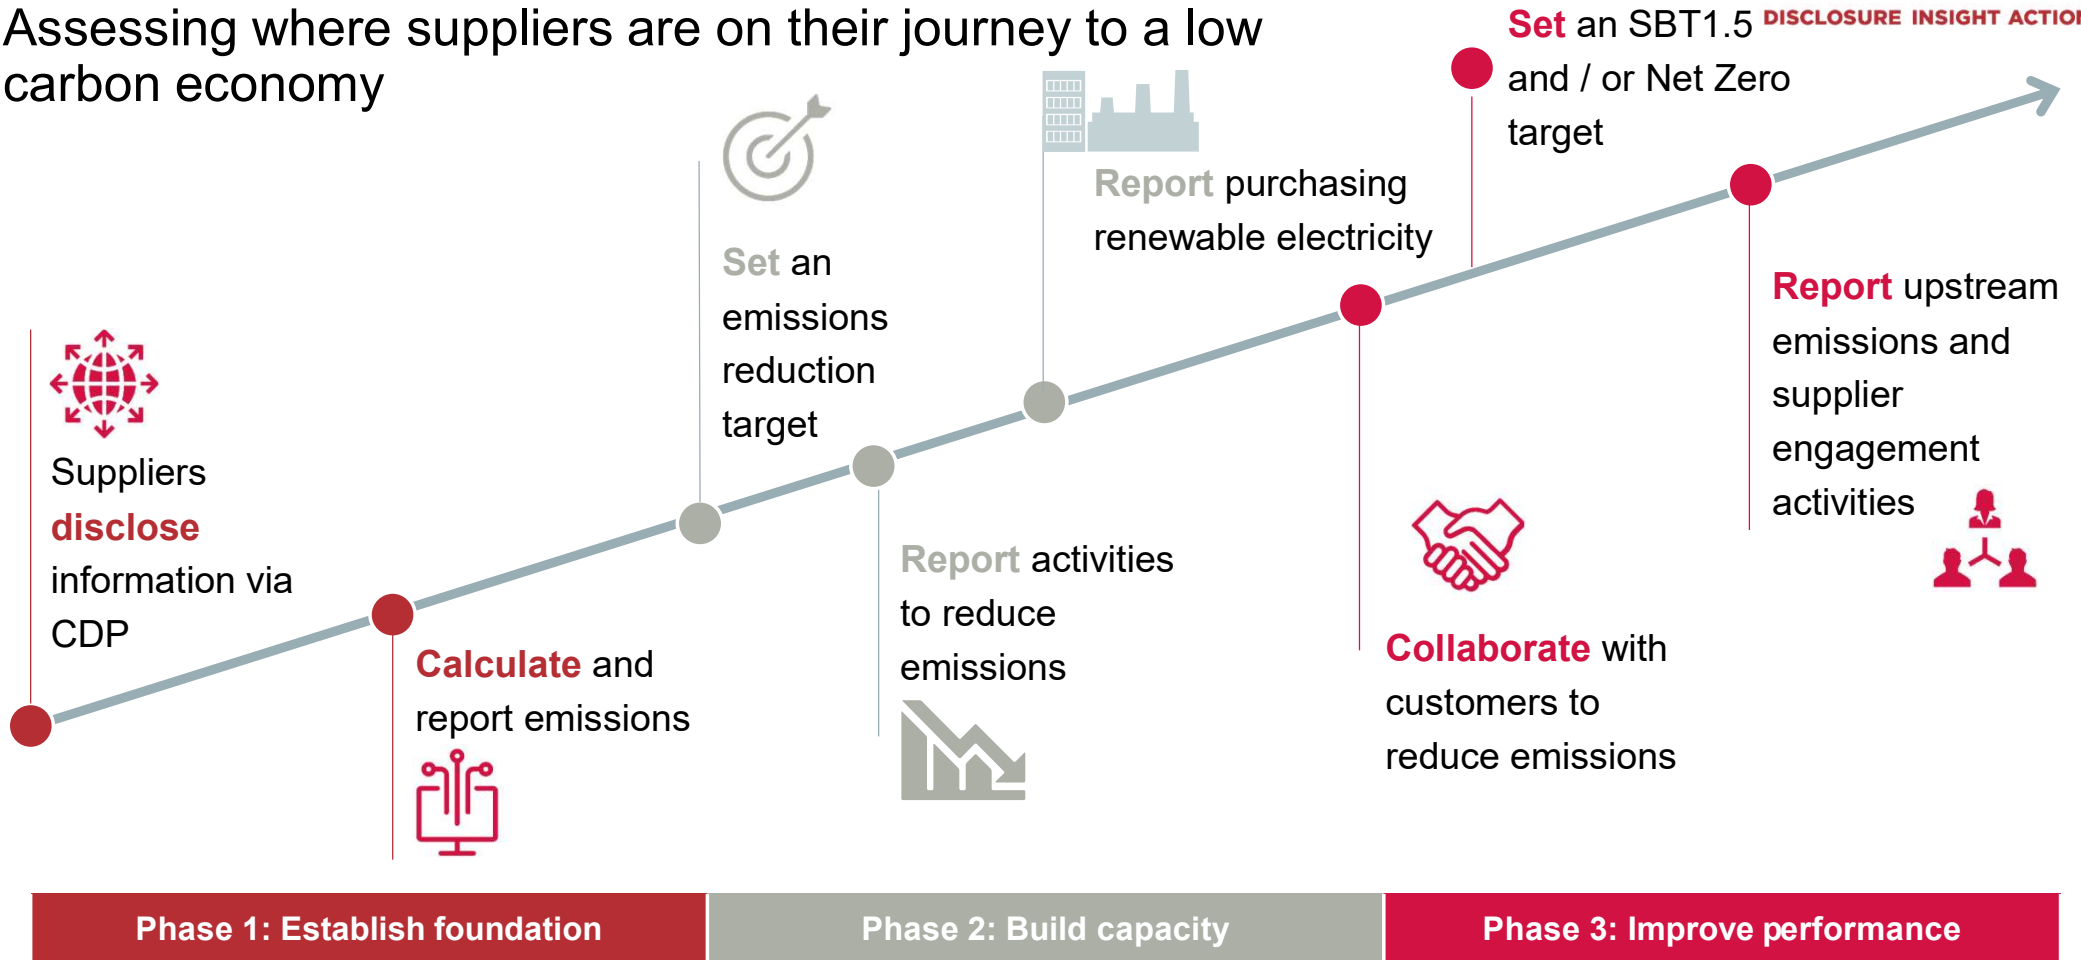 Assessing where suppliers are on their journey to a low
carbon economy
Set an SBT1.5
and / or Net Zero
target
DISCLOSURE INSIGHT ACTIO
Report purchasing
renewable electricity
Set an
emissions
reduction
target
Report upstream
emissions and
supplier
engagement
activities
Suppliers
disclose
information via
CDP
Report activities
to reduce
emissions
Calculate and
report emissions
Collaborate with
customers to
reduce emissions
Phase 1: Establish foundation
Phase 2: Build capacity
Phase 3: Improve performance